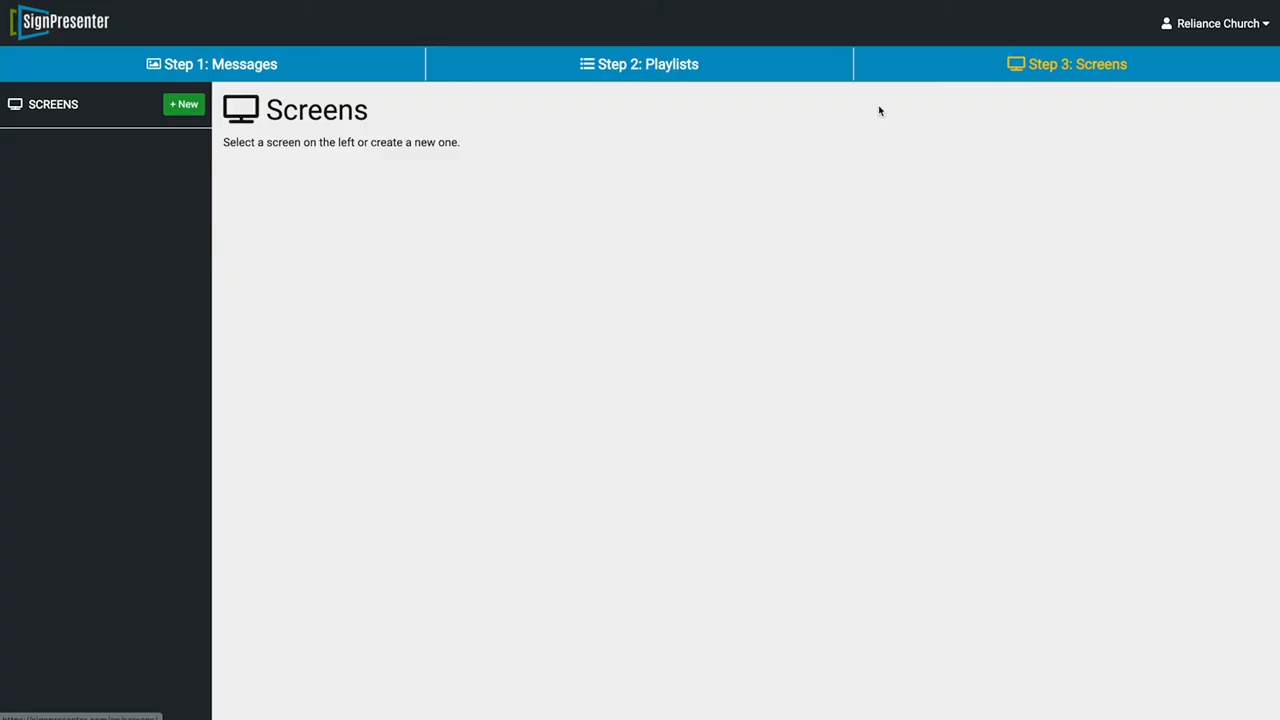 SignPresenter
Reliance Church
Step 1: Messages
Step 2: Playlists
Step 3: Screens
SCREENS
+ New
Screens
Select a screen on the left or create a new one.